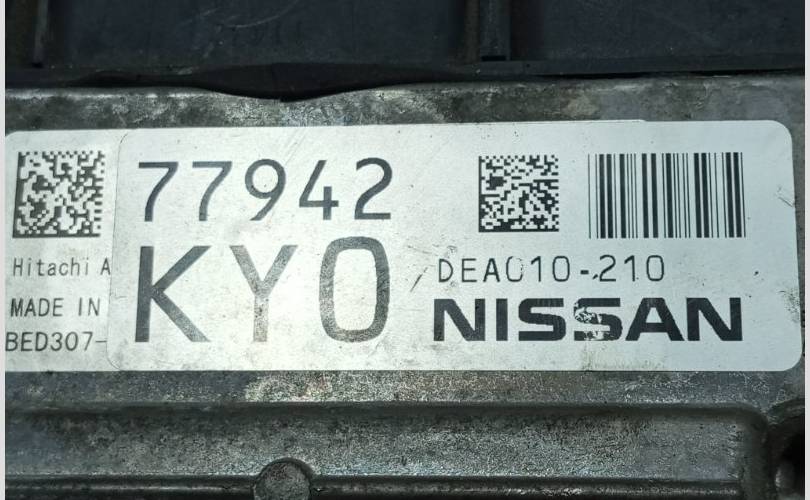 77942
KY0
DEA010-210
NISSAN
Hitachi A
MADE IN
BED307-